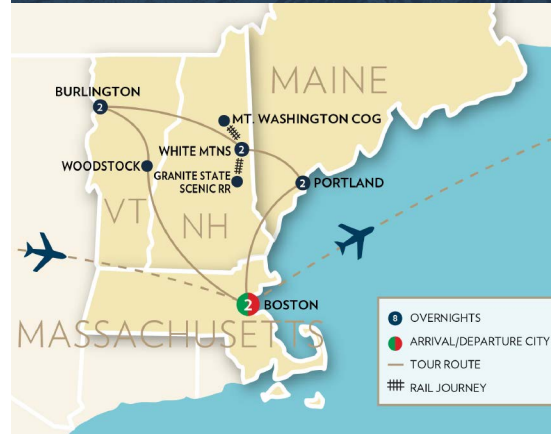 MAINE
BURLINGTON
2
MT. WASHINGTON COG
WHITE MTNS
2
WOODSTOCK
GRANITE STATE
SCENIC RR
2
PORTLAND
VT
NH
2
BOSTON
MASSACHUSETTS
8 OVERNIGHTS
ARRIVAL/DEPARTURE CITY
TOUR ROUTE
RAIL JOURNEY